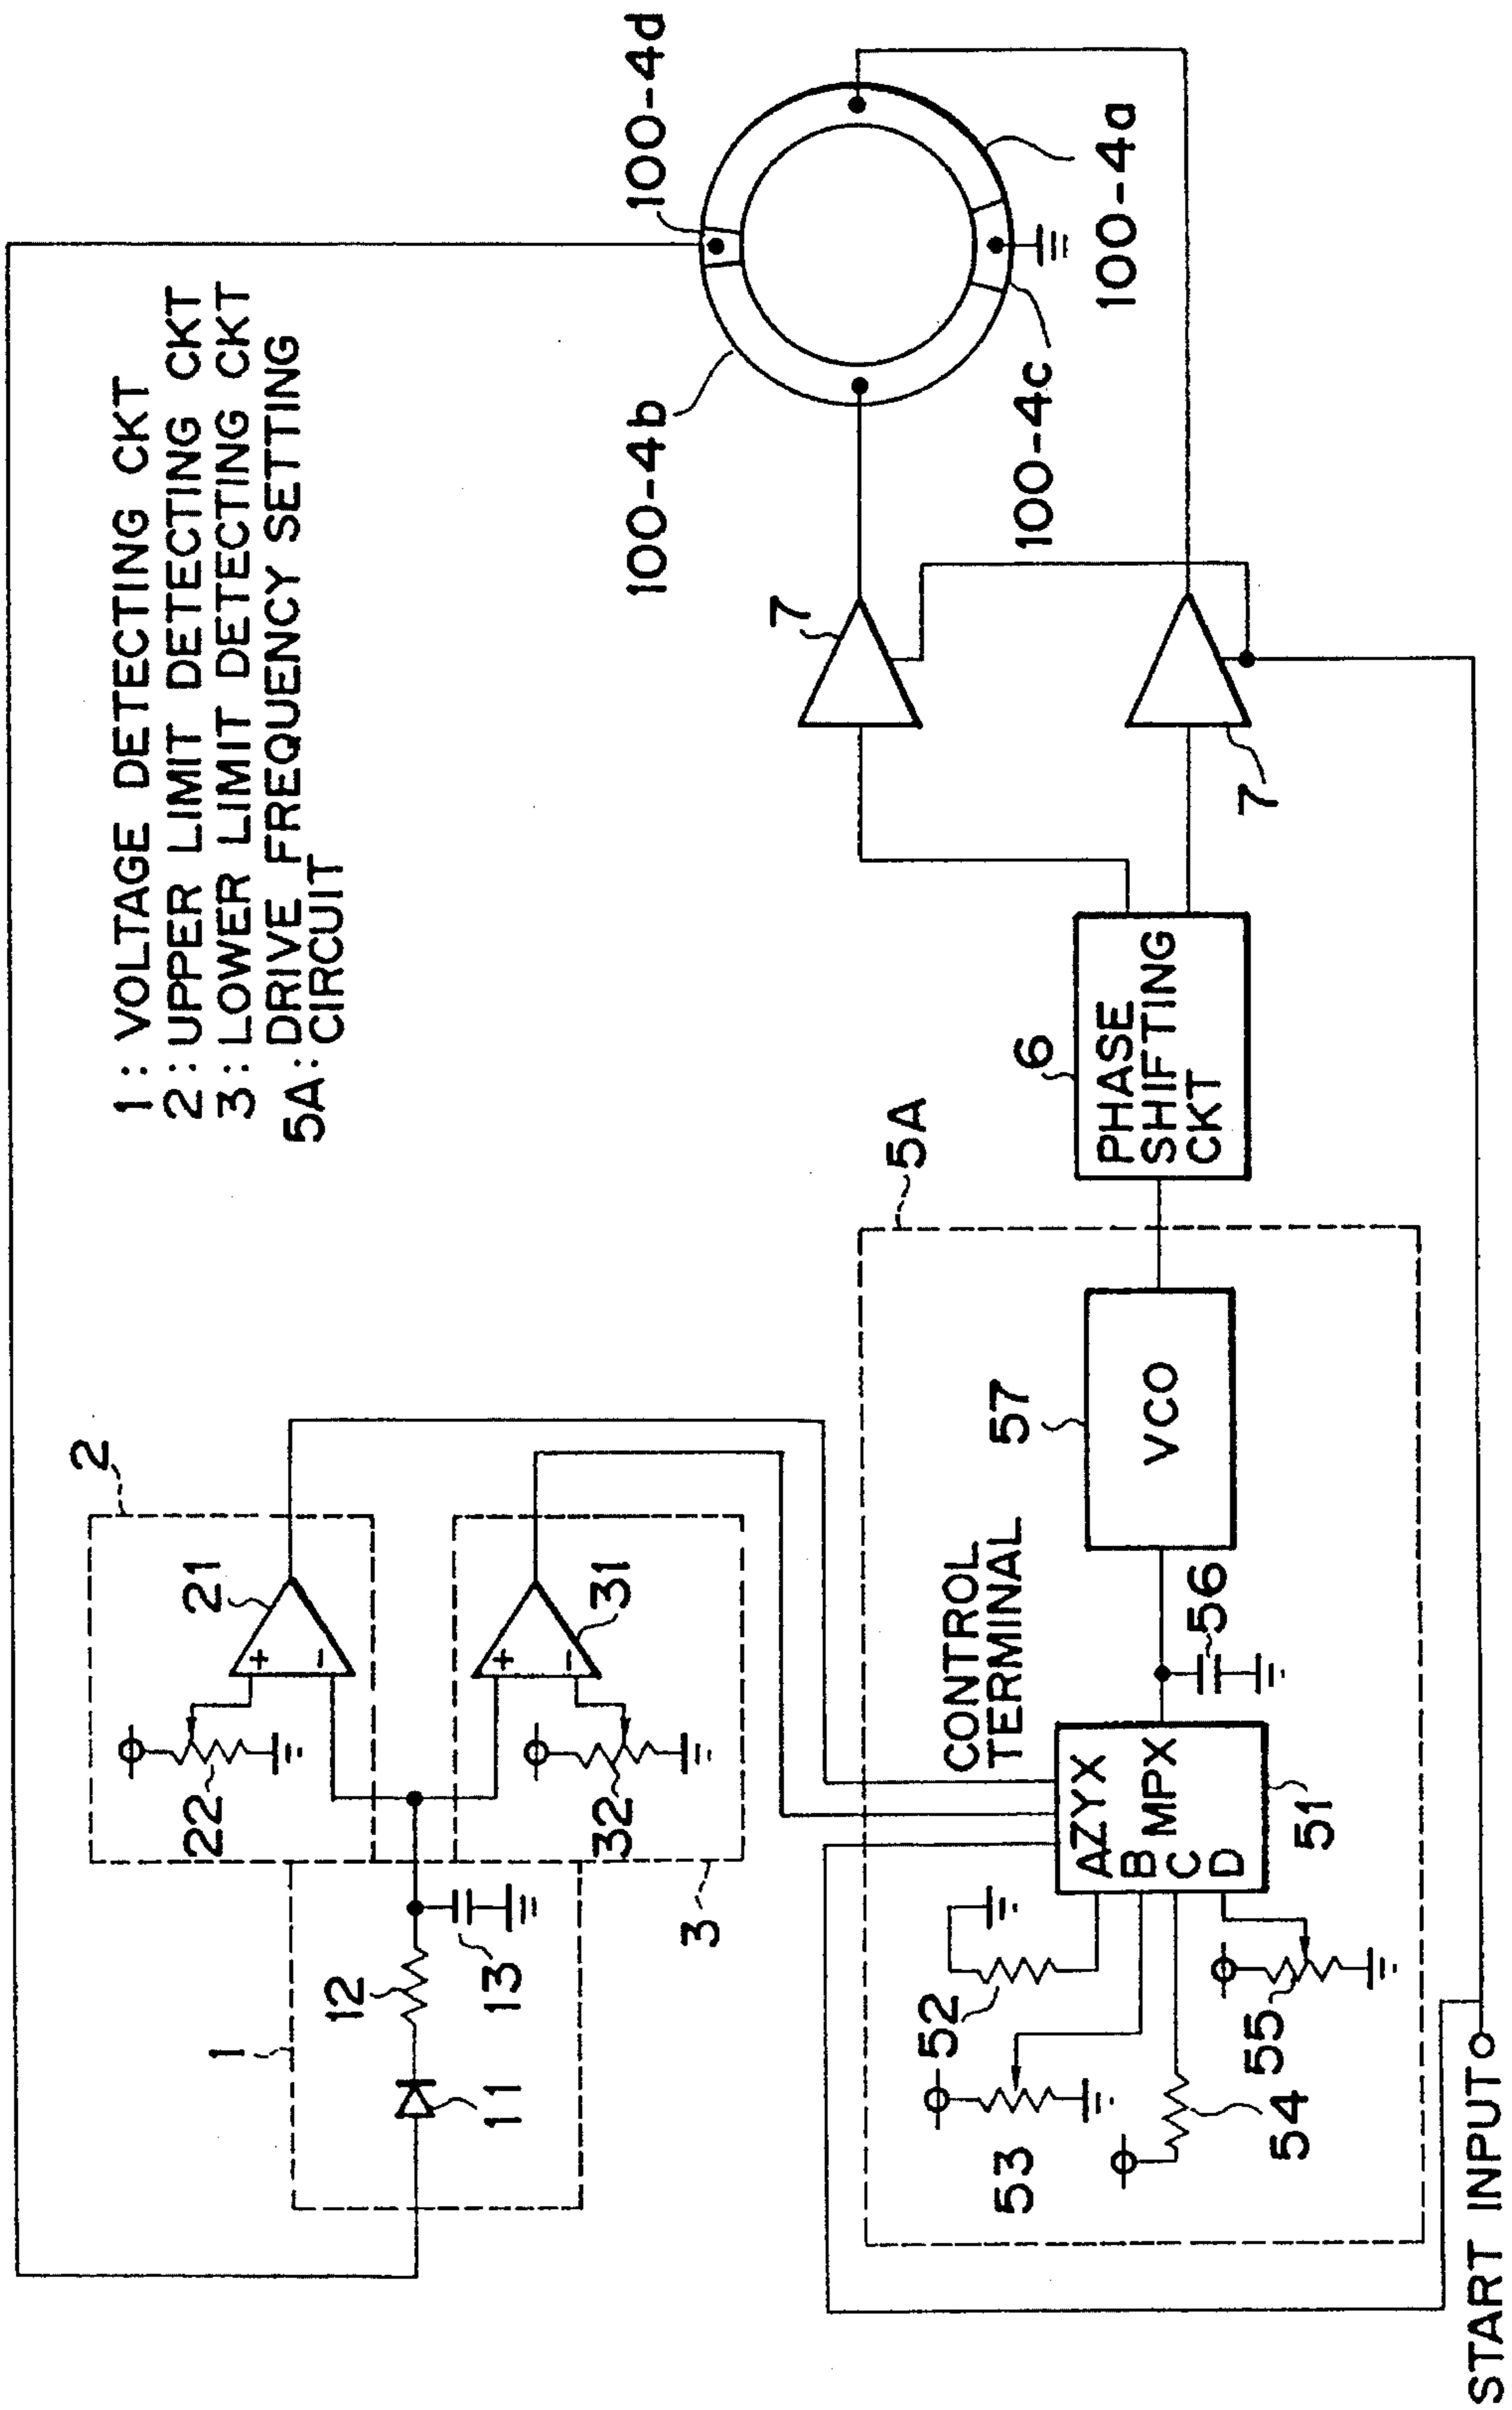 1: VOLTAGE DETECTING CKT
2: UPPER LIMIT DETECTING CKT
3: LOWER LIMIT DETECTING CKT
5A: DRIVE FREQUENCY SETTING
CIRCUIT
2
21
+
-
22
1
11
12
13
31
+
-
32
3
100-4d
100-4b
100-4c
100-4a
7
7
6
PHASE
SHIFTING
CKT
5A
57
VCO
CONTROL
TERMINAL
56
AZYX
B
MPX
C
D
51
52
53
54
55
START INPUT